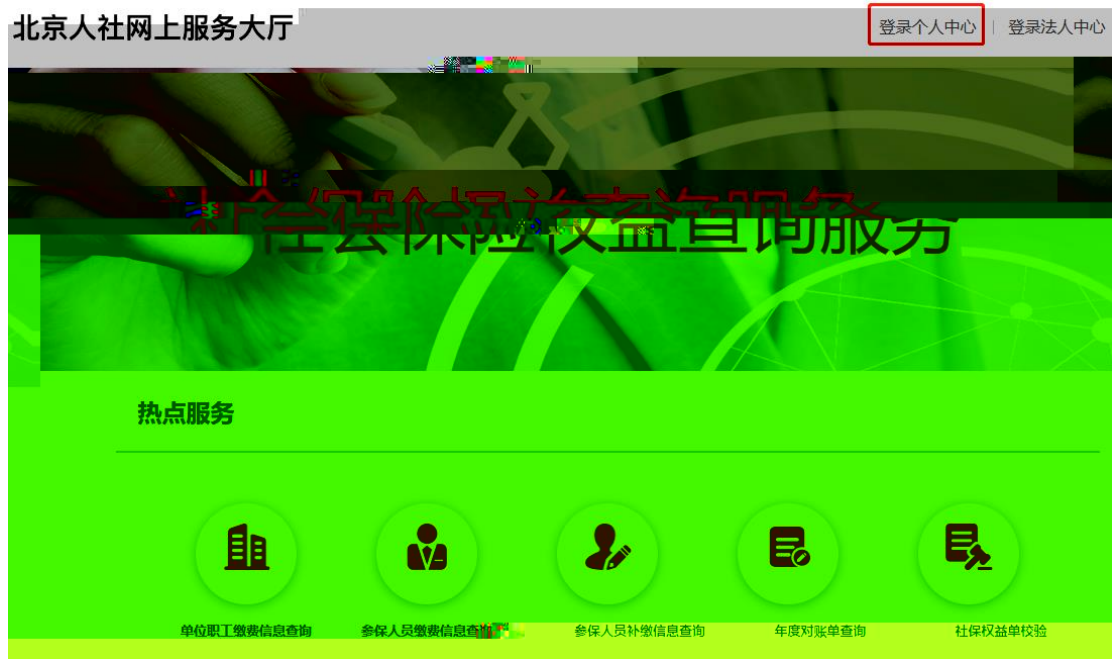 北京人社网上服务大厅
登录个人中心 | 登录法人中心
社会保险权益查询服务
热点服务
单位职工缴费信息查询 参保人员缴费信息查询 参保人员补缴信息查询 年度对账单查询 社保权益单校验